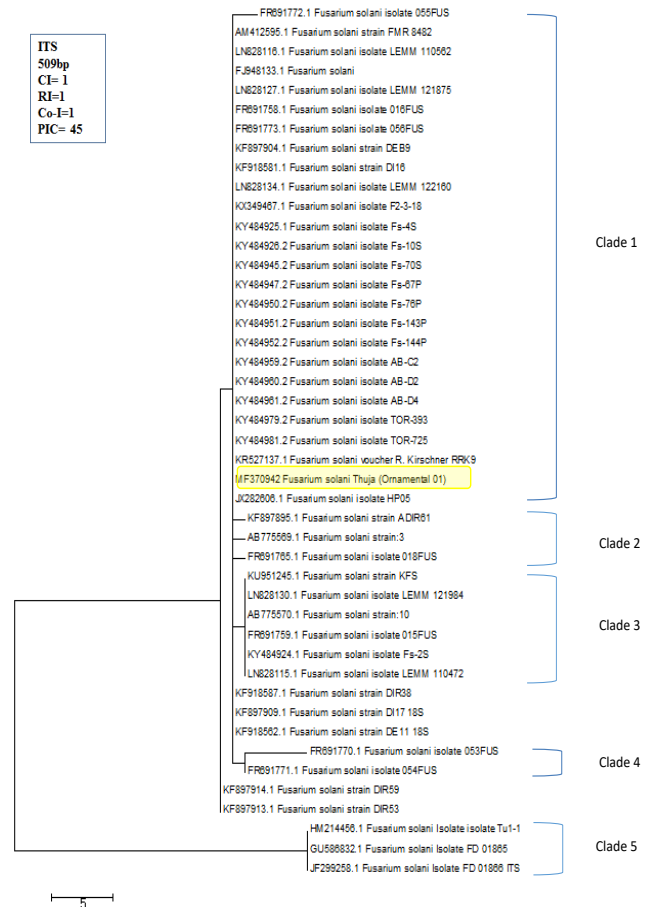 ITS
509bp
CI= 1
RI=1
Co-I=1
PIC= 45
FR691772.1 Fusarium solani isolate 055FUS
AM412595.1 Fusarium solani strain FMR 8482
LN828116.1 Fusarium solani isolate LEMM 110562
FJ948133.1 Fusarium solani
LN828127.1 Fusarium solani isolate LEMM 121875
FR691758.1 Fusarium solani isolate 016FUS
FR691773.1 Fusarium solani isolate 056FUS
KF897904.1 Fusarium solani strain DEB9
KF918581.1 Fusarium solani strain DI16
LN828134.1 Fusarium solani isolate LEMM 122160
KX349467.1 Fusarium solani isolate F2-3-18
KY484925.1 Fusarium solani isolate Fs-4S
KY484926.2 Fusarium solani isolate Fs-10S
KY484945.2 Fusarium solani isolate Fs-70S
KY484947.2 Fusarium solani isolate Fs-67P
KY484950.2 Fusarium solani isolate Fs-76P
KY484951.2 Fusarium solani isolate Fs-143P
KY484952.2 Fusarium solani isolate Fs-144P
KY484959.2 Fusarium solani isolate AB-C2
KY484960.2 Fusarium solani isolate AB-D2
KY484961.2 Fusarium solani isolate AB-D4
KY484979.2 Fusarium solani isolate TOR-393
KY484981.2 Fusarium solani isolate TOR-725
KR527137.1 Fusarium solani voucher R. Kirschner RRK9
MF370942 Fusarium solani Thuja (Ornamental 01)
JX282606.1 Fusarium solani isolate HP05
Clade 1
KF897895.1 Fusarium solani strain ADIR61
AB775569.1 Fusarium solani strain:3
FR691765.1 Fusarium solani isolate 018FUS
Clade 2
KU951245.1 Fusarium solani strain KFS
LN828130.1 Fusarium solani isolate LEMM 121984
AB775570.1 Fusarium solani strain:10
FR691759.1 Fusarium solani isolate 015FUS
KY484924.1 Fusarium solani isolate Fs-2S
LN828115.1 Fusarium solani isolate LEMM 110472
Clade 3
KF918587.1 Fusarium solani strain DIR38
KF897909.1 Fusarium solani strain DI17 18S
KF918562.1 Fusarium solani strain DE11 18S
FR691770.1 Fusarium solani isolate 053FUS
FR691771.1 Fusarium solani isolate 054FUS
Clade 4
KF897914.1 Fusarium solani strain DIR59
KF897913.1 Fusarium solani strain DIR53
HM214456.1 Fusarium solani Isolate isolate Tu1-1
GU586832.1 Fusarium solani Isolate FD 01865
JF299258.1 Fusarium solani Isolate FD 01866 ITS
Clade 5
5